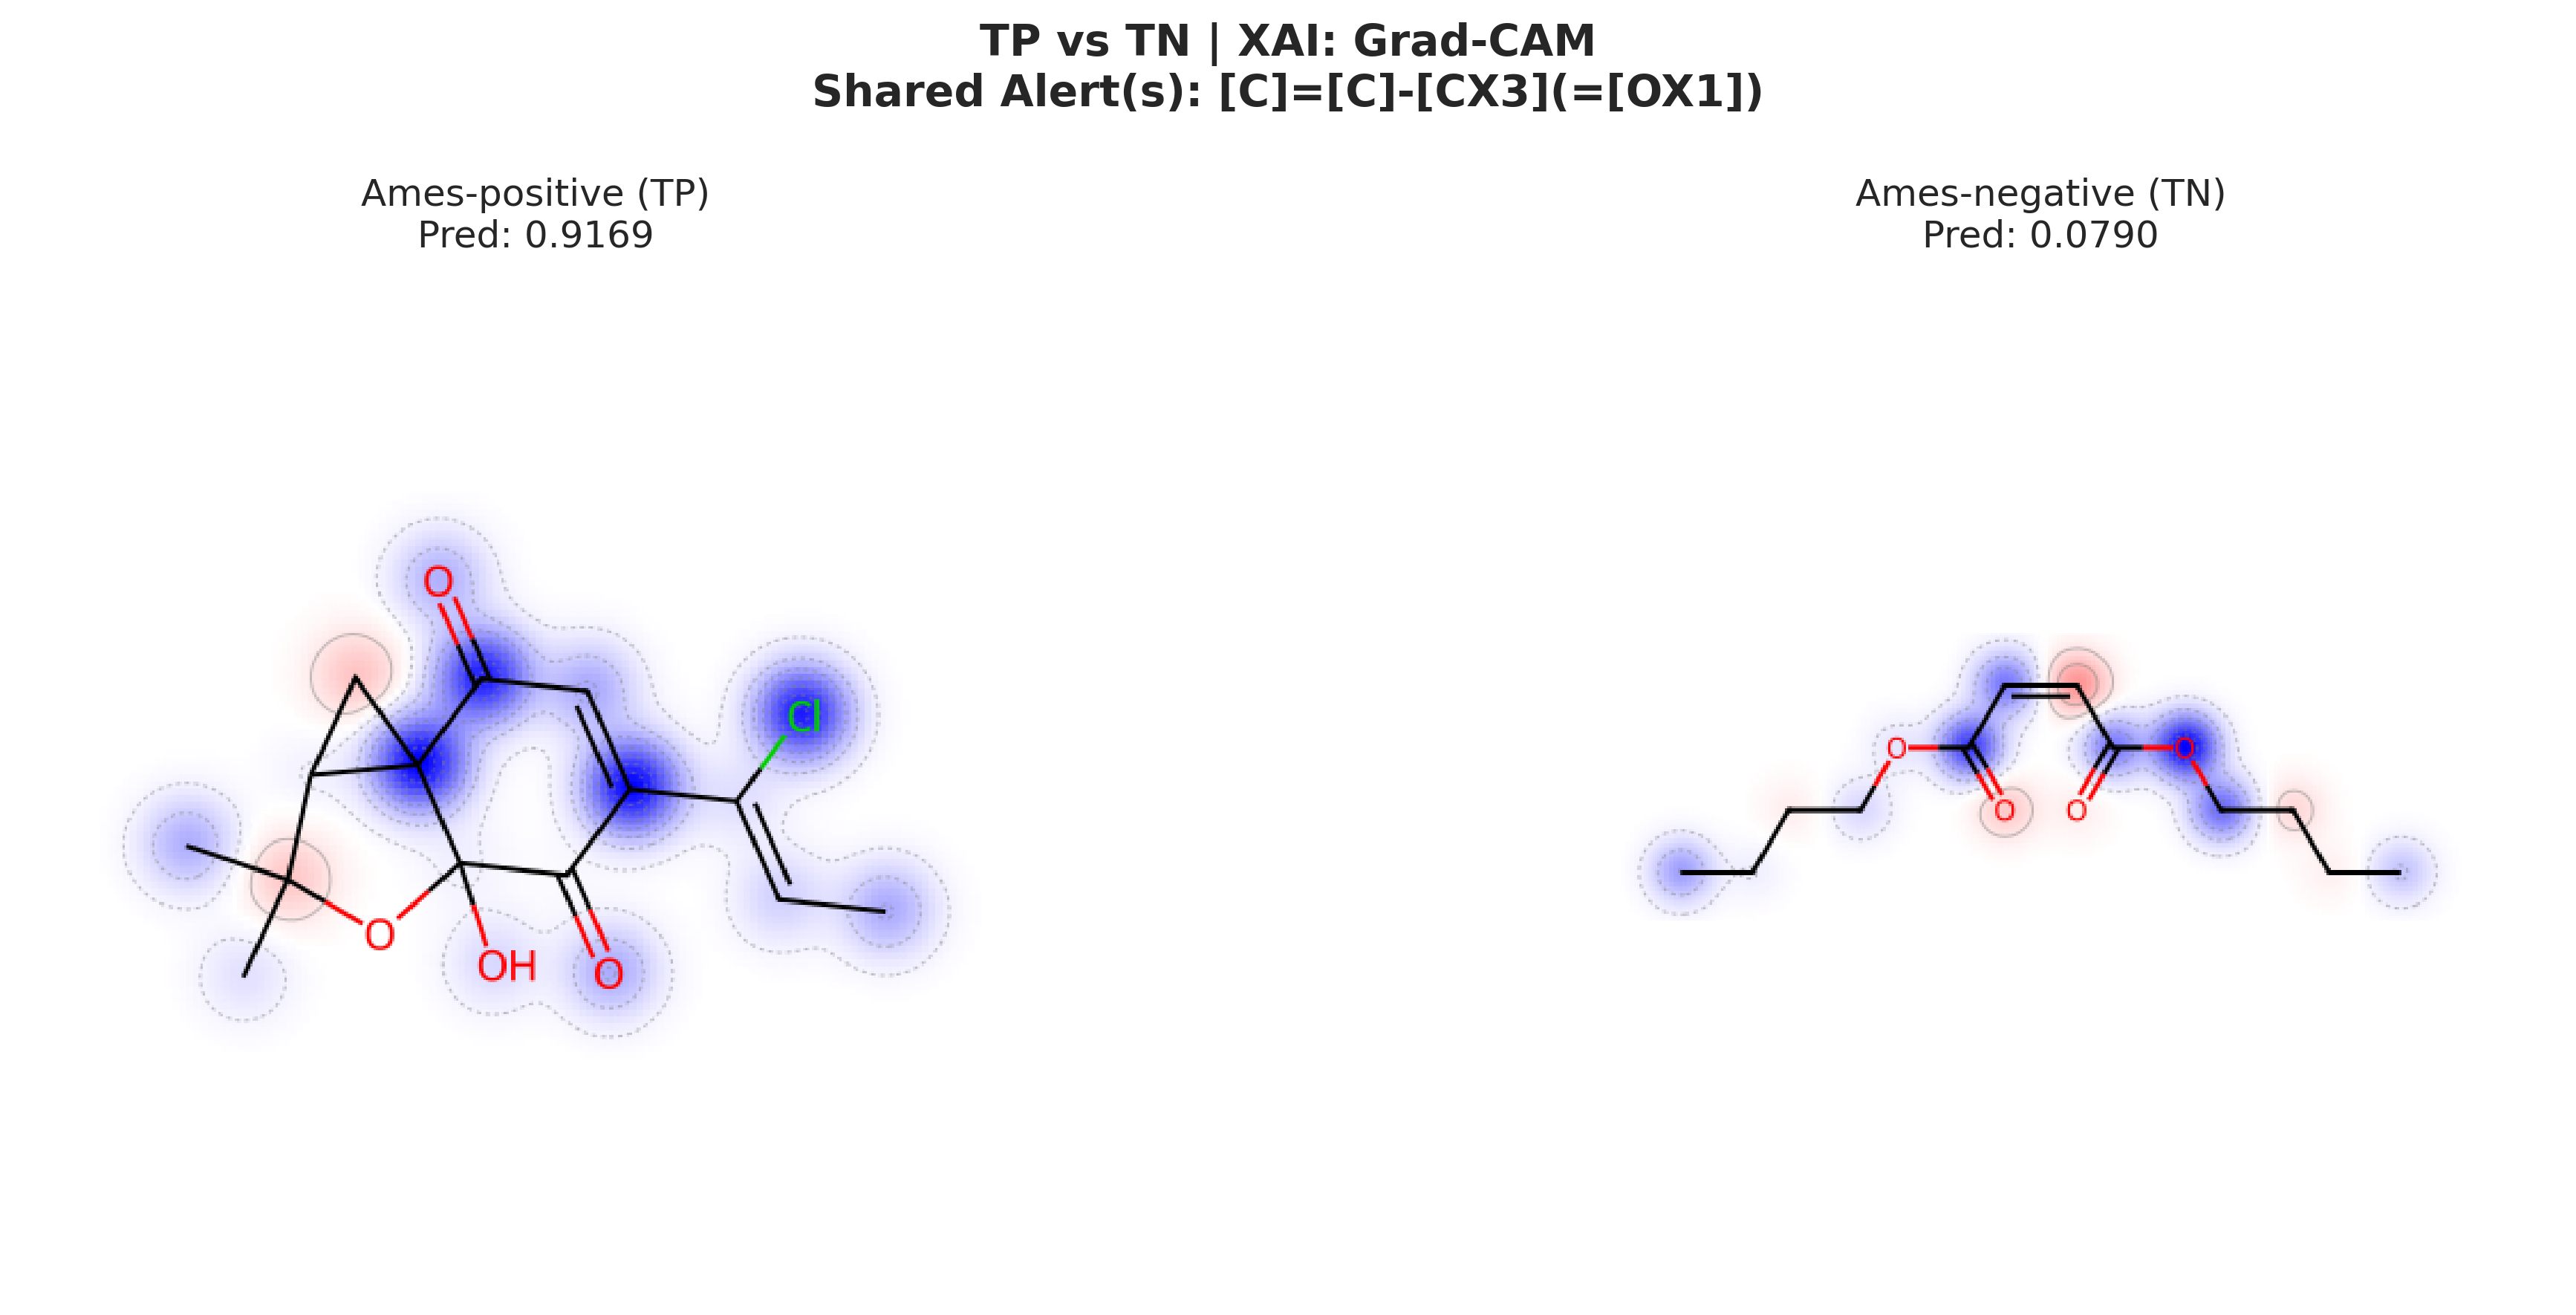 TP vs TN | XAI: Grad-CAM
Shared Alert(s): [C]=[C]-[CX3](=[OX1])
Ames-positive (TP)
Pred: 0.9169
Ames-negative (TN)
Pred: 0.0790
O
Cl
O
OH
O
O
O
O
O